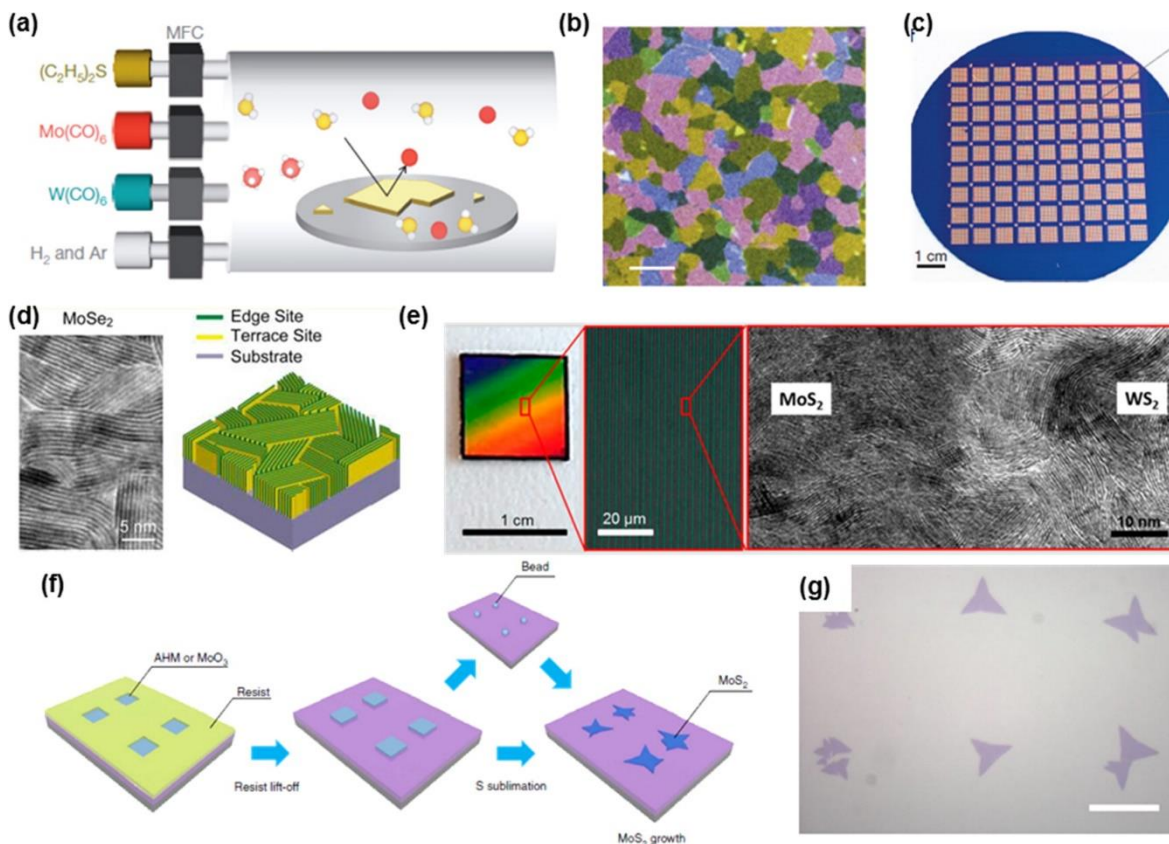 (a)
MFC
(C₂H₅)₂S
Mo(CO)₆
W(CO)₆
H₂ and Ar
(b)
(c)
1 cm
(d)
MoSe₂
5 nm
Edge Site
Terrace Site
Substrate
(e)
1 cm
20 μm
MoS₂
WS₂
10 nm
(f)
AHM or MoO₃
Resist
Resist lift-off
Bead
S sublimation
MoS₂
MoS₂ growth
(g)